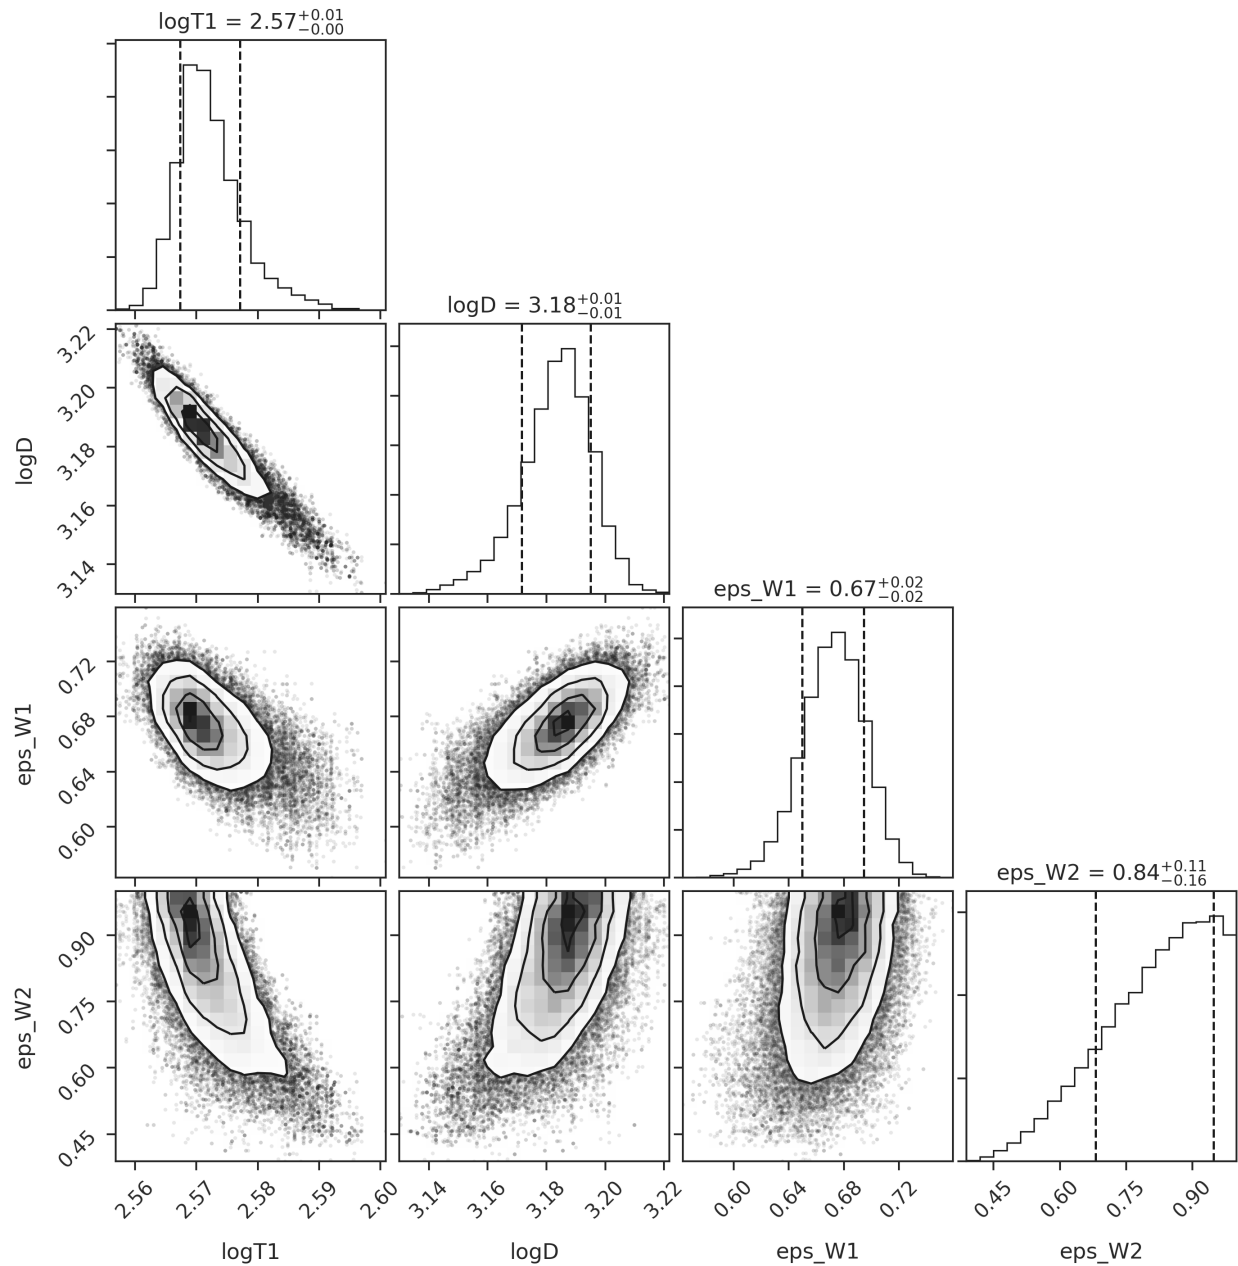 logT1 = 2.57+0.01−0.00
3.22
3.20
3.18
3.16
3.14
logD
logD = 3.18+0.01−0.01
0.72
0.68
0.64
0.60
eps_W1
eps_W1 = 0.67+0.02−0.02
0.90
0.75
0.60
0.45
eps_W2
eps_W2 = 0.84+0.11−0.16
2.56 2.57 2.58 2.59 2.60
logT1
3.14 3.16 3.18 3.20 3.22
logD
0.60 0.64 0.68 0.72
eps_W1
0.45 0.60 0.75 0.90
eps_W2